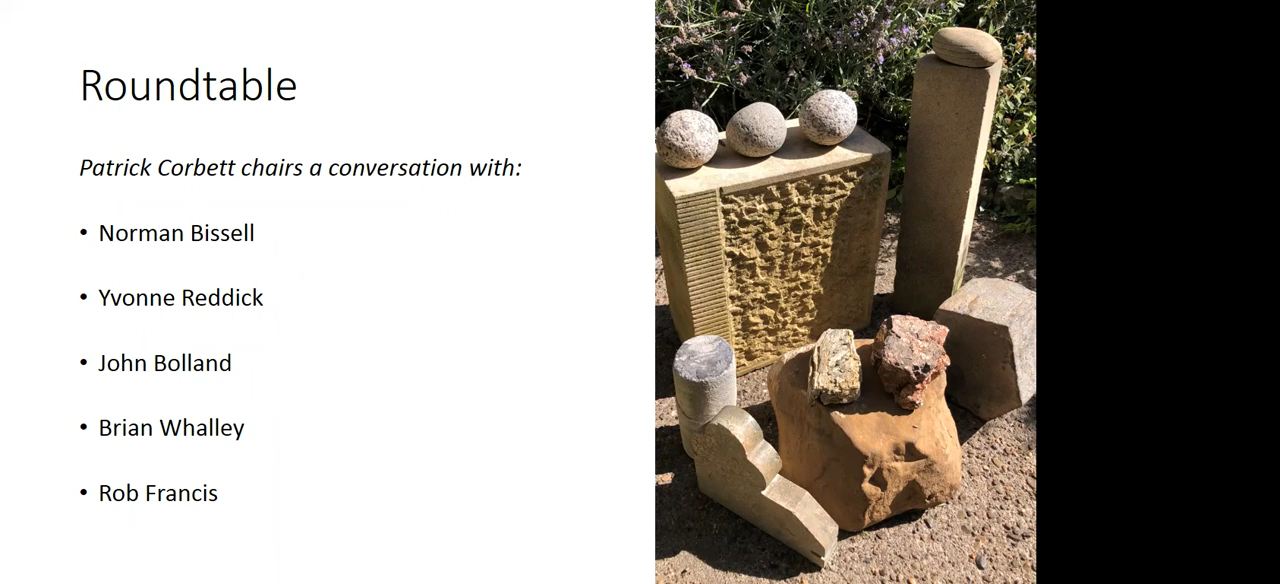 Roundtable
Patrick Corbett chairs a conversation with:
• Norman Bissell
• Yvonne Reddick
• John Bolland
• Brian Whalley
• Rob Francis